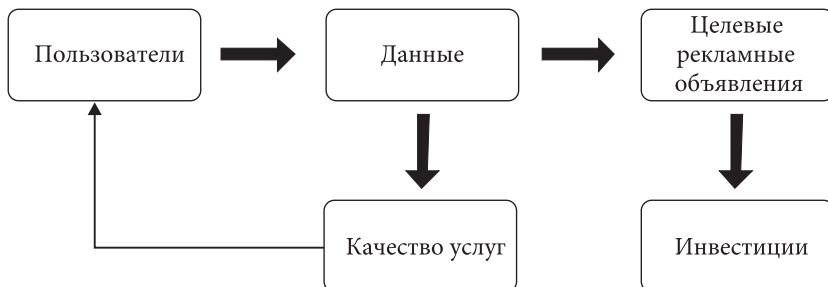 Пользователи
Данные
Целевые
рекламные
объявления
Качество услуг
Инвестиции